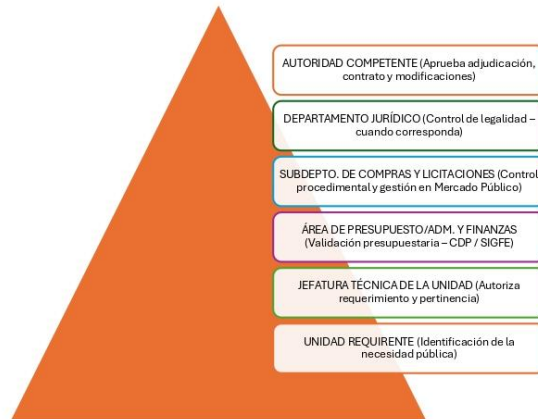 AUTORIDAD COMPETENTE (Aprueba adjudicación,
contrato y modificaciones)
DEPARTAMENTO JURÍDICO (Control de legalidad –
cuando corresponda)
SUBDEPTO. DE COMPRAS Y LICITACIONES (Control
procedimental y gestión en Mercado Público)
ÁREA DE PRESUPUESTO/ADM. Y FINANZAS
(Validación presupuestaria – CDP / SIGFE)
JEFATURA TÉCNICA DE LA UNIDAD (Autoriza
requerimiento y pertinencia)
UNIDAD REQUIRENTE (Identificación de la
necesidad pública)